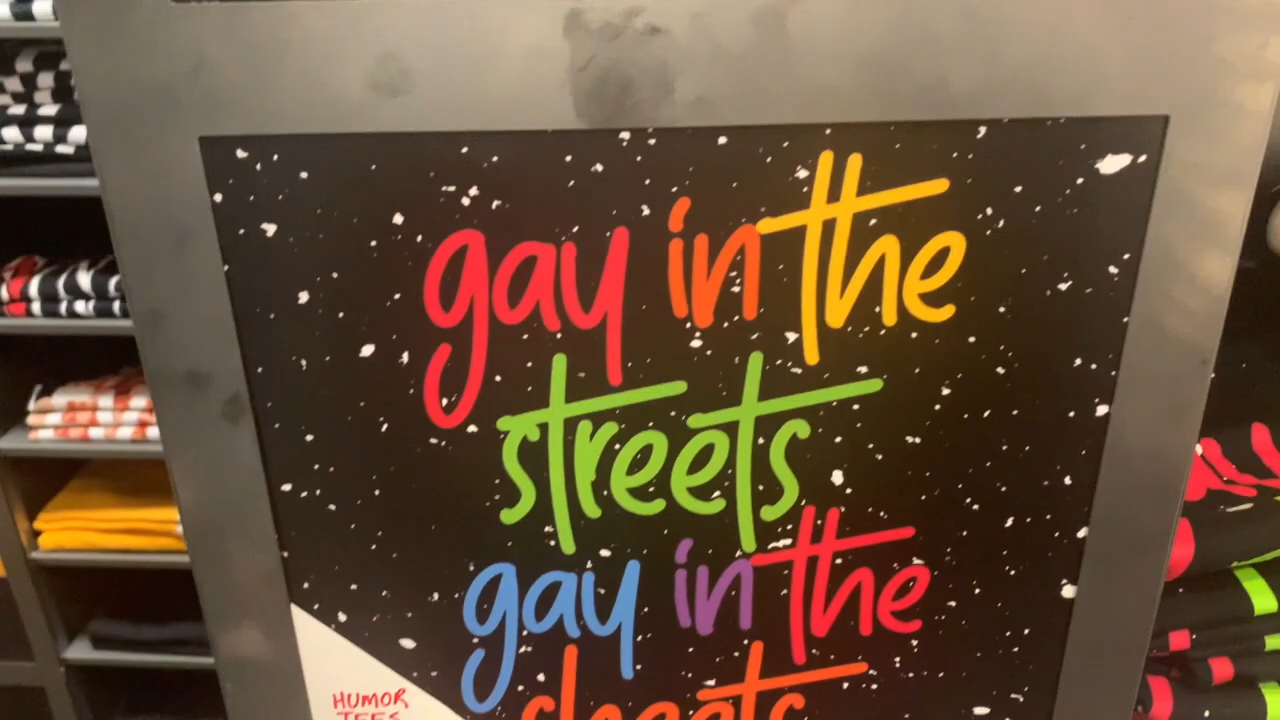 gay in the
streets
gay in the
sheets
HUMOR
TEES